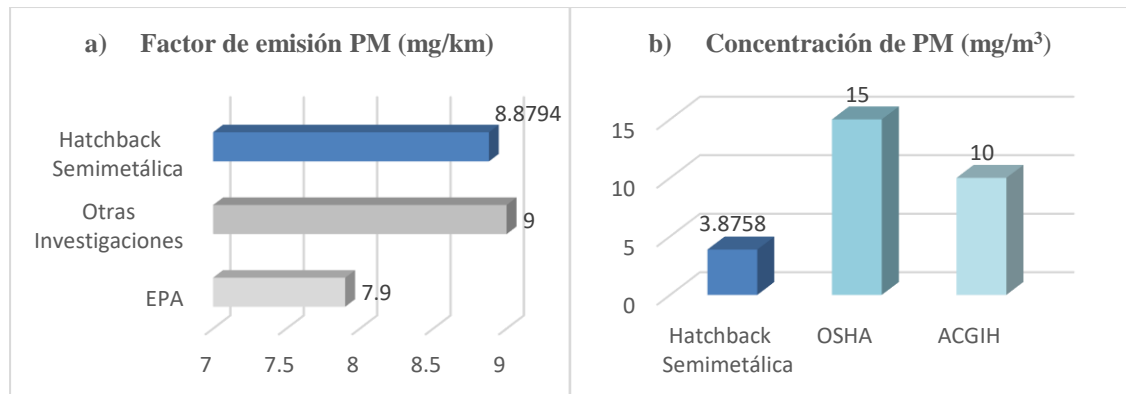 a) Factor de emisión PM (mg/km)
8.8794
Hatchback
Semimetálica
Otras
Investigaciones
9
EPA
7.9
7 7.5 8 8.5 9
b) Concentración de PM (mg/m³)
15
15
10
10
3.8758
5
0
Hatchback
Semimetálica
OSHA
ACGIH